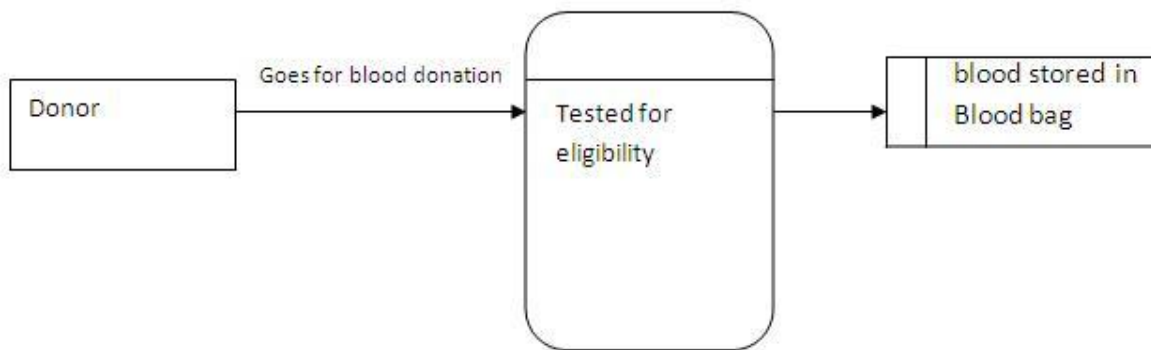 Donor
Goes for blood donation
Tested for
eligibility
blood stored in
Blood bag